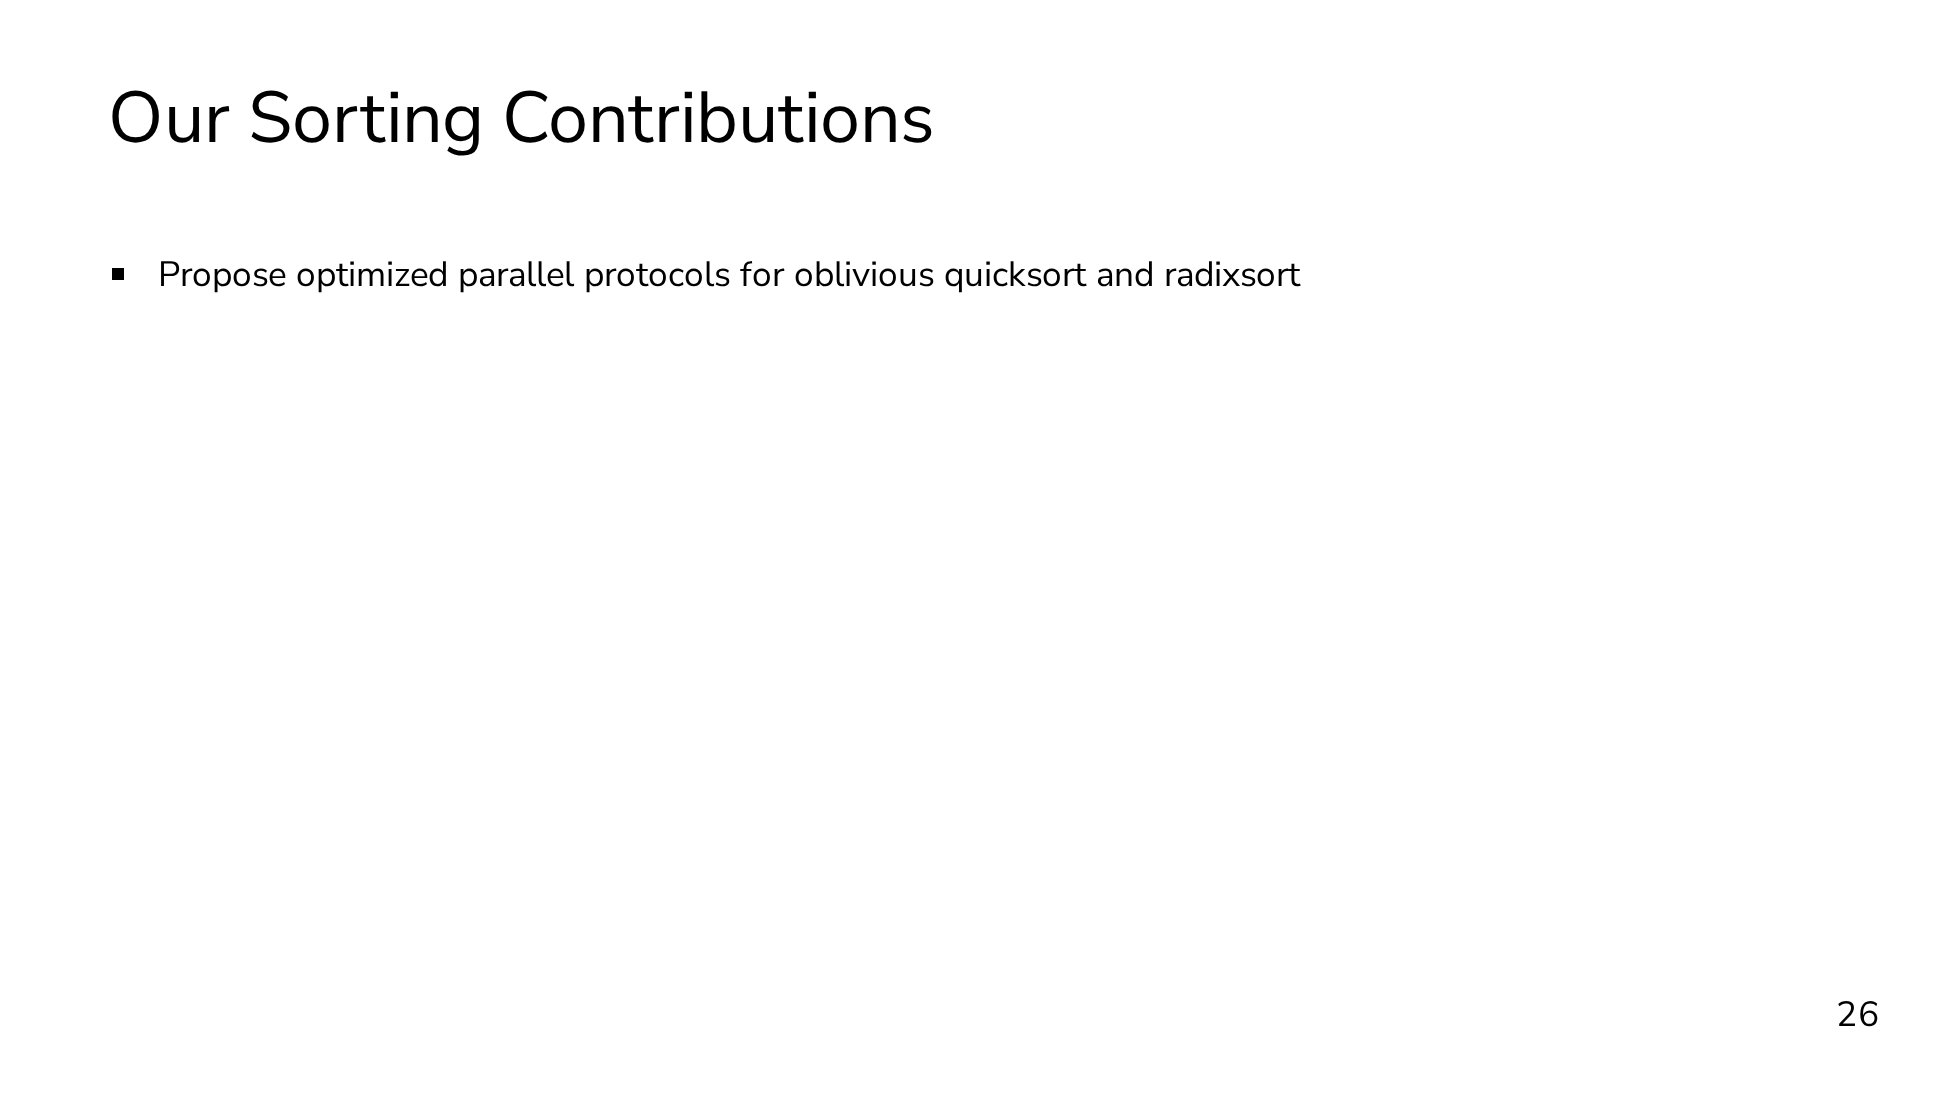 Our Sorting Contributions
▪ Propose optimized parallel protocols for oblivious quicksort and radixsort
26